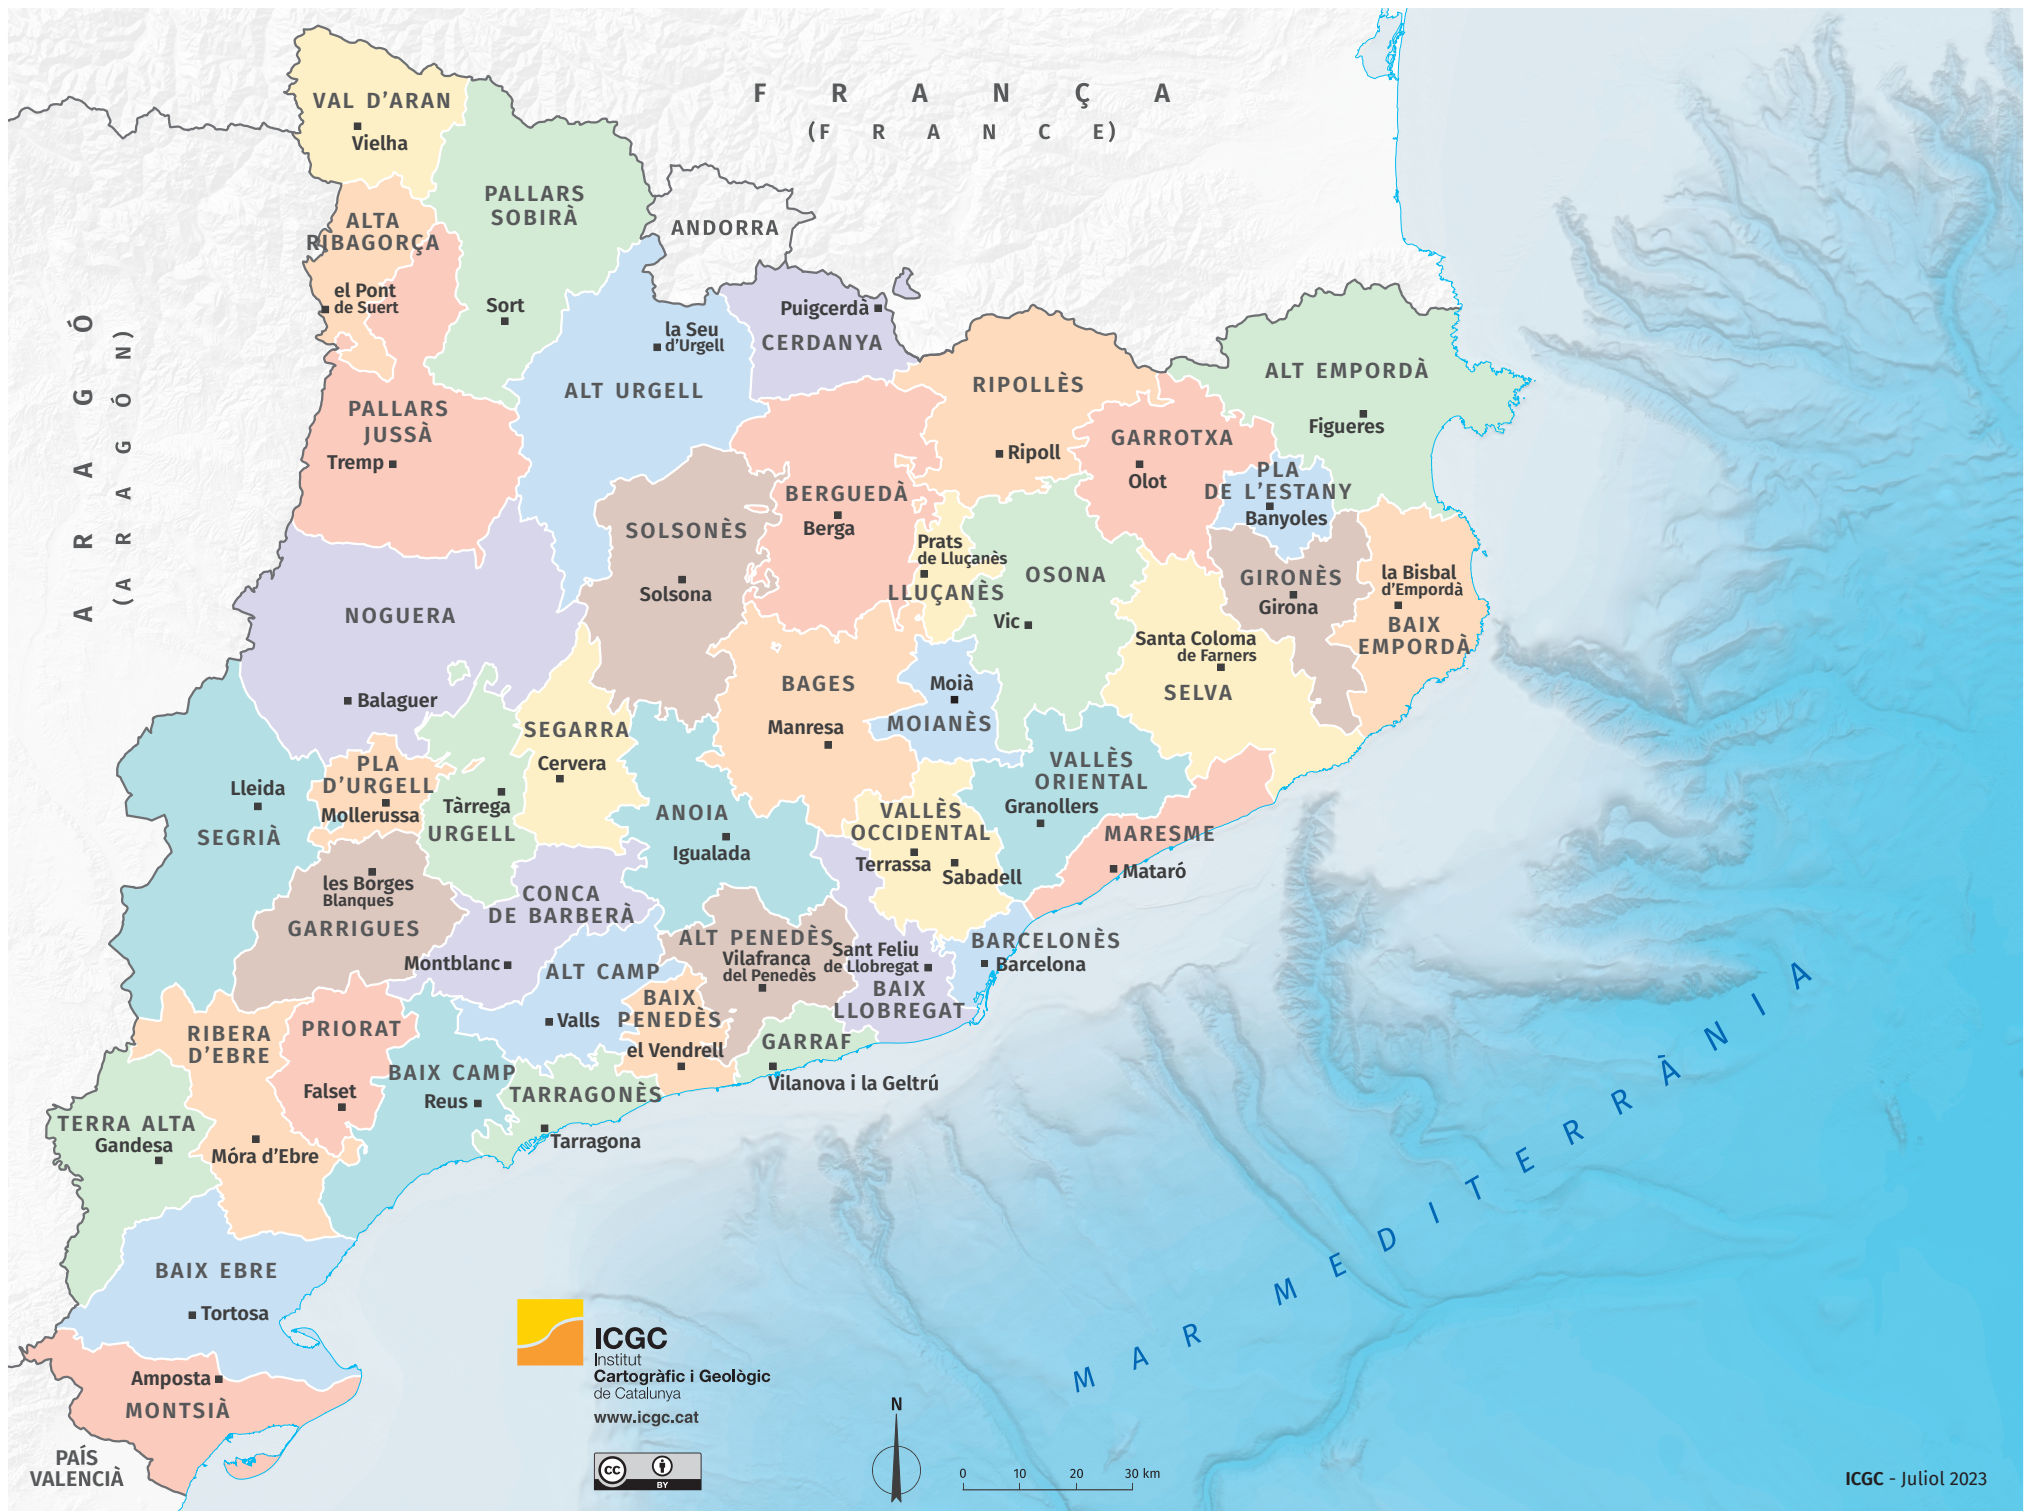 F R A N Ç A
(F R A N C E)
VAL D'ARAN
Vielha
PALLARS
SOBIRÀ
Sort
ALTA
RIBAGORÇA
el Pont
de Suert
ANDORRA
A R A G Ó
(A R A G Ó N)
la Seu
d'Urgell
ALT URGELL
Puigcerdà
CERDANYA
PALLARS
JUSSÀ
Tremp
RIPOLLÈS
Ripoll
ALT EMPORDÀ
Figueres
GARROTXA
Olot
PLA
DE L'ESTANY
Banyoles
BERGUEDÀ
Berga
SOLSONÈS
Solsona
Prats
de Lluçanès
LLUÇANÈS
OSONA
Vic
GIRONÈS
Girona
la Bisbal
d'Empordà
BAIX
EMPORDÀ
NOGUERA
Balaguer
Santa Coloma
de Farners
SELVA
BAGES
Manresa
Moià
MOIANÈS
SEGARRA
Cervera
PLA
D'URGELL
Mollerussa
Lleida
SEGRIÀ
Tàrrega
URGELL
ANOIA
Igualada
VALLÈS
ORIENTAL
Granollers
VALLÈS
OCCIDENTAL
Terrassa
Sabadell
MARESME
Mataró
les Borges
Blanques
GARRIGUES
CONCA
DE BARBERÀ
Montblanc
ALT PENEDÈS
Vilafranca
del Penedès
Sant Feliu
de Llobregat
BAIX
LLOBREGAT
BARCELONÈS
Barcelona
ALT CAMP
Valls
BAIX
PENEDÈS
el Vendrell
GARRAF
Vilanova i la Geltrú
RIBERA
D'EBRE
Móra d'Ebre
PRIORAT
Falset
BAIX CAMP
Reus
TARRAGONÈS
Tarragona
TERRA ALTA
Gandesa
BAIX EBRE
Tortosa
Amposta
MONTSIÀ
PAÍS
VALENCIÀ
MAR MEDITERRÀNIA
ICGC
Institut
Cartogràfic i Geològic
de Catalunya
www.icgc.cat
cc
BY
N
0 10 20 30 km
ICGC - Juliol 2023